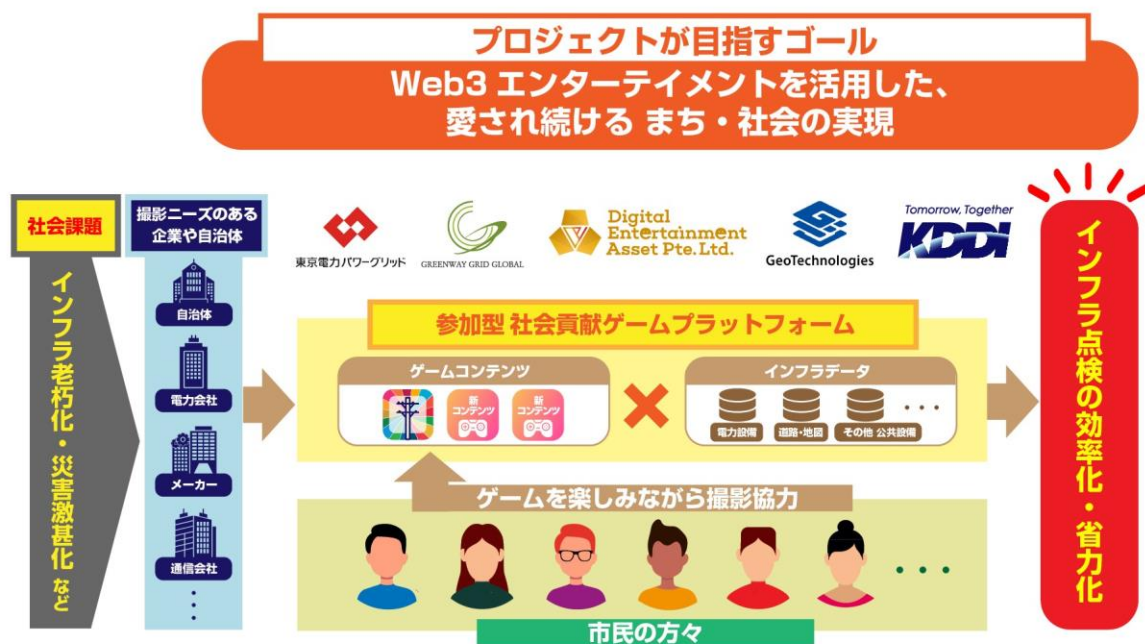 プロジェクトが目指すゴール
Web3 エンターテイメントを活用した、
愛され続ける まち・社会の実現
社会課題
インフラ老朽化・災害激甚化 など
撮影ニーズのある
企業や自治体
自治体
電力会社
メーカー
通信会社
東京電力パワーグリッド
GREENWAY GRID GLOBAL
Digital
Entertainment
Asset Pte.Ltd.
GeoTechnologies
Tomorrow, Together
KDDI
参加型 社会貢献ゲームプラットフォーム
ゲームコンテンツ
新
コンテンツ
新
コンテンツ
インフラデータ
電力設備
道路・地図
その他 公共設備
ゲームを楽しみながら撮影協力
市民の方々
インフラ点検の効率化・省力化